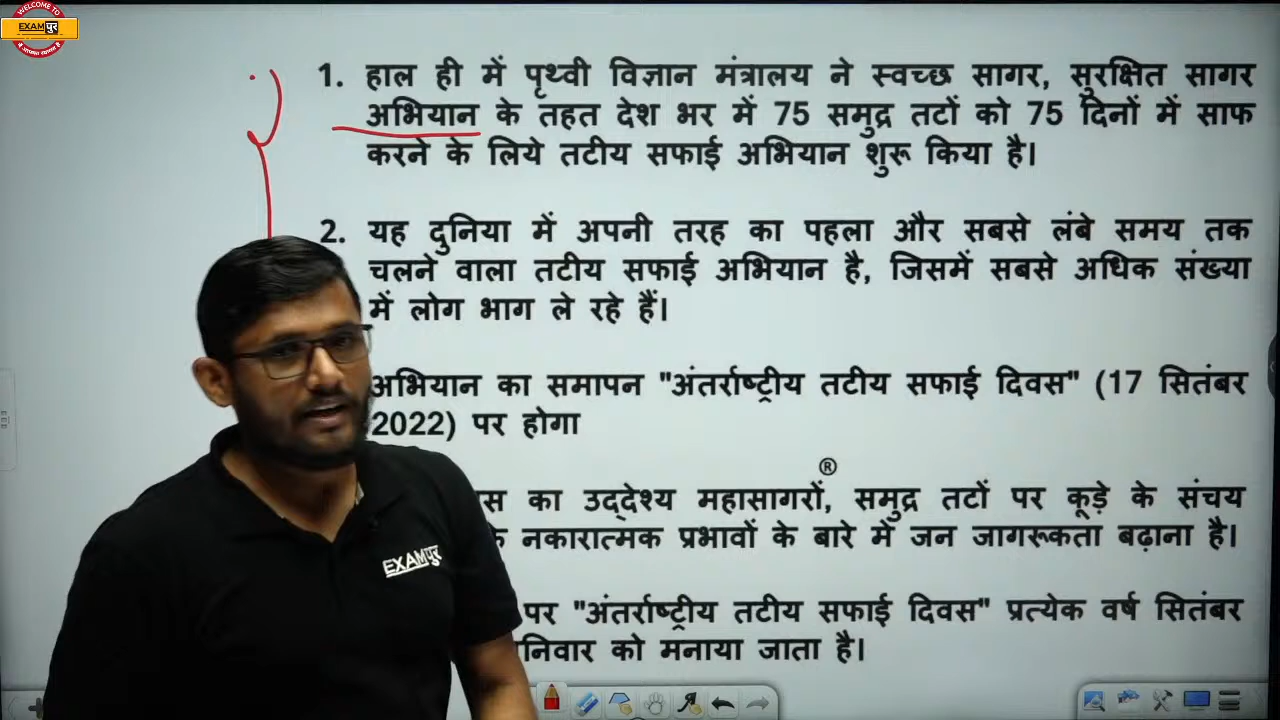 WELCOME TO
EXAMपुर
1. हाल ही में पृथ्वी विज्ञान मंत्रालय ने स्वच्छ सागर, सुरक्षित सागर
अभियान के तहत देश भर में 75 समुद्र तटों को 75 दिनों में साफ
करने के लिये तटीय सफाई अभियान शुरू किया है।
2. यह दुनिया में अपनी तरह का पहला और सबसे लंबे समय तक
चलने वाला तटीय सफाई अभियान है, जिसमें सबसे अधिक संख्या
में लोग भाग ले रहे हैं।
अभियान का समापन "अंतर्राष्ट्रीय तटीय सफाई दिवस" (17 सितंबर
2022) पर होगा
®
का उद्देश्य महासागरों, समुद्र तटों पर कूड़े के संचय
नकारात्मक प्रभावों के बारे में जन जागरूकता बढ़ाना है।
पर "अंतर्राष्ट्रीय तटीय सफाई दिवस" प्रत्येक वर्ष सितंबर
को मनाया जाता है।
EXAMपुर